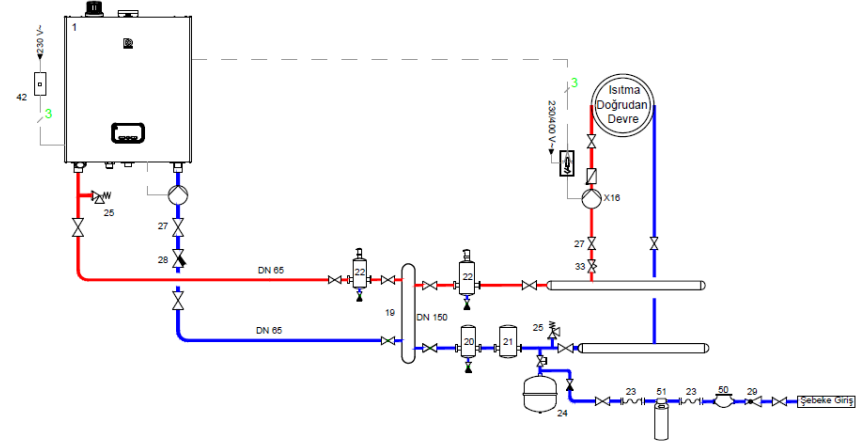 1
230 V~
42
3
3
Isıtma
Doğrudan
Devre
230/400 V~
X16
25
27
27
28
33
DN 65
22
22
19
DN 150
DN 65
20
21
25
24
23
51
23
50
29
Şebeke Giriş